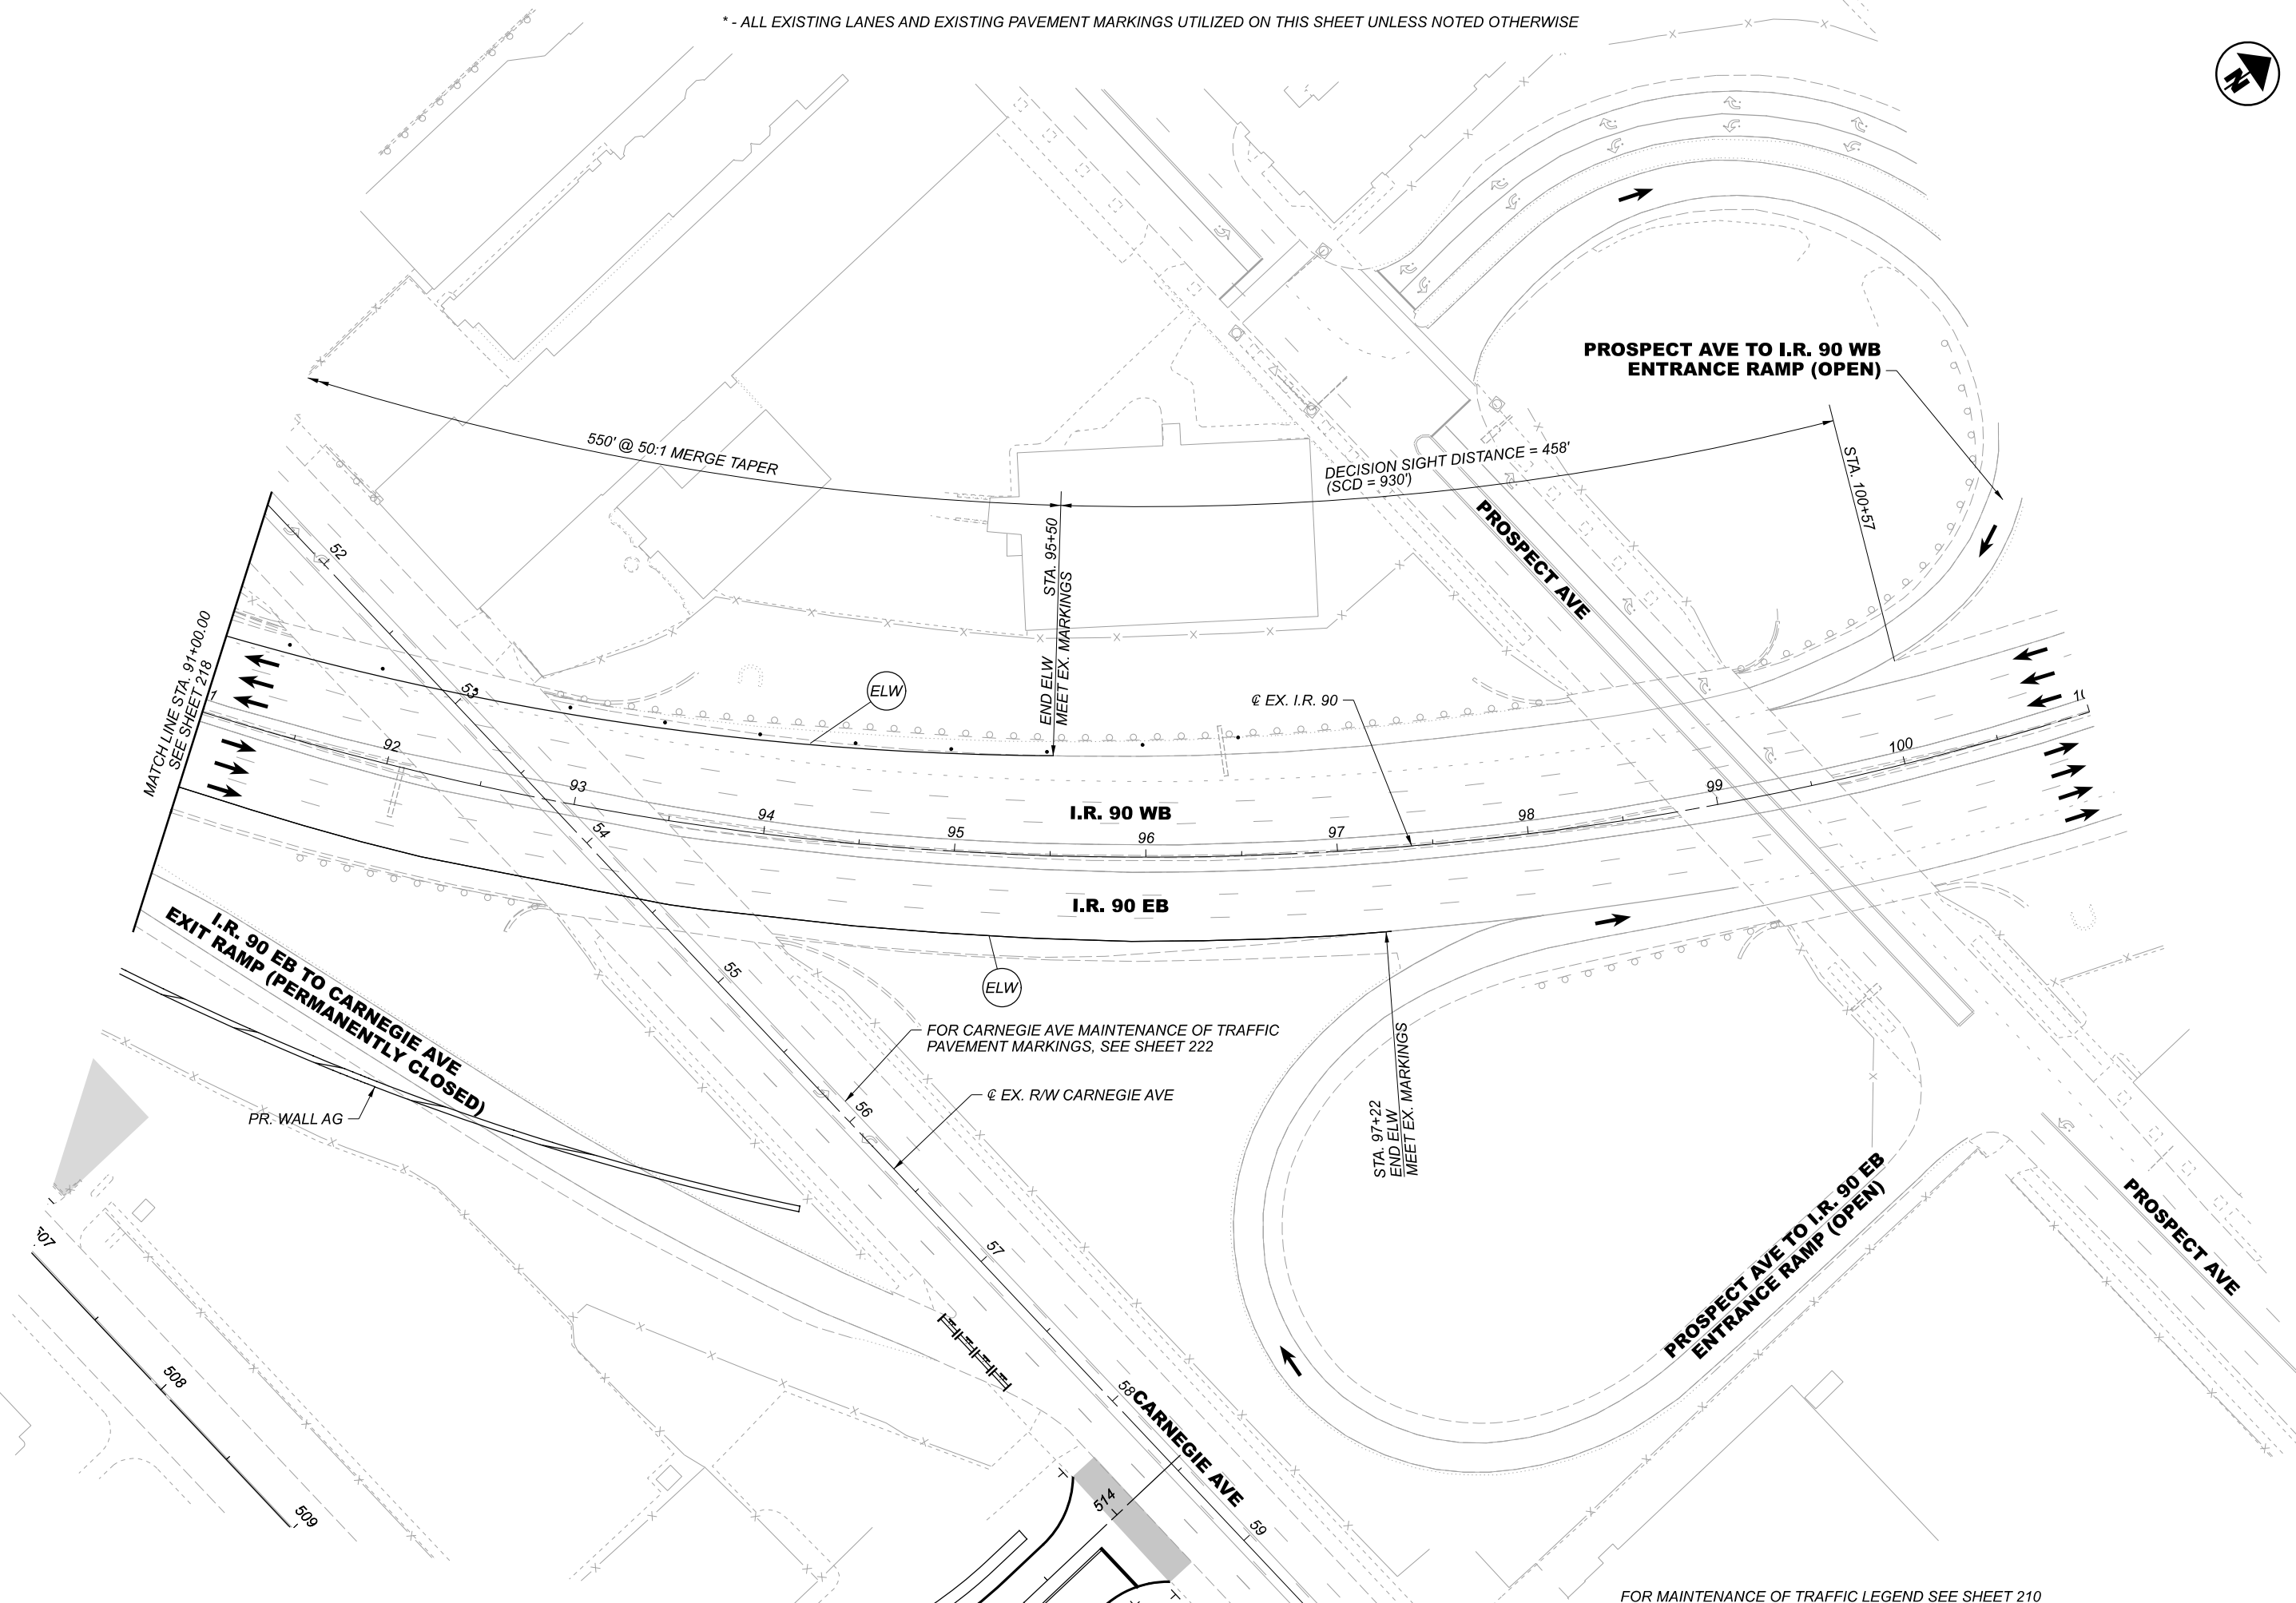 * - ALL EXISTING LANES AND EXISTING PAVEMENT MARKINGS UTILIZED ON THIS SHEET UNLESS NOTED OTHERWISE
N
PROSPECT AVE TO I.R. 90 WB
ENTRANCE RAMP (OPEN)
550' @ 50:1 MERGE TAPER
DECISION SIGHT DISTANCE = 458'
(SCD = 930')
STA. 100+57
PROSPECT AVE
STA. 95+50
END ELW
MEET EX. MARKINGS
52
MATCH LINE STA. 91+00.00
SEE SHEET 218
ELW
53
℄ EX. I.R. 90
1
92
93
94
95
96
97
98
99
100
I.R. 90 WB
I.R. 90 EB
54
55
ELW
I.R. 90 EB TO CARNEGIE AVE
EXIT RAMP (PERMANENTLY CLOSED)
PR. WALL AG
FOR CARNEGIE AVE MAINTENANCE OF TRAFFIC
PAVEMENT MARKINGS, SEE SHEET 222
56
℄ EX. R/W CARNEGIE AVE
STA. 97+22
END ELW
MEET EX. MARKINGS
57
PROSPECT AVE TO I.R. 90 EB
ENTRANCE RAMP (OPEN)
PROSPECT AVE
507
508
509
58
CARNEGIE AVE
514
59
FOR MAINTENANCE OF TRAFFIC LEGEND SEE SHEET 210